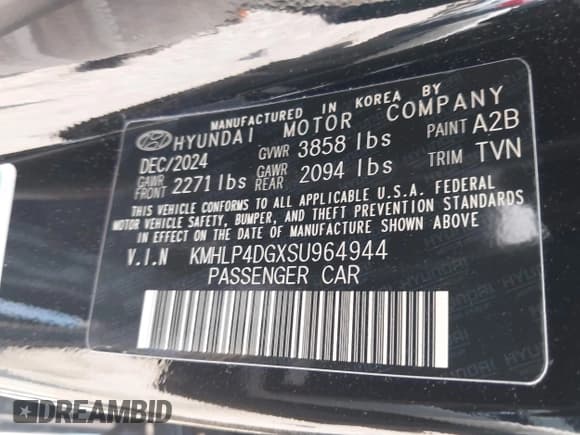 MANUFACTURED IN KOREA BY
HYUNDAI MOTOR COMPANY
DEC/2024 GVWR 3858 lbs PAINT A2B
GAWR FRONT 2271 lbs GAWR REAR 2094 lbs TRIM TVN
THIS VEHICLE CONFORMS TO ALL APPLICABLE U.S.A. FEDERAL
MOTOR VEHICLE SAFETY, BUMPER, AND THEFT PREVENTION STANDARDS
IN EFFECT ON THE DATE OF MANUFACTURE SHOWN ABOVE
V.I.N KMHLP4DGXSU964944
PASSENGER CAR
DREAMBID